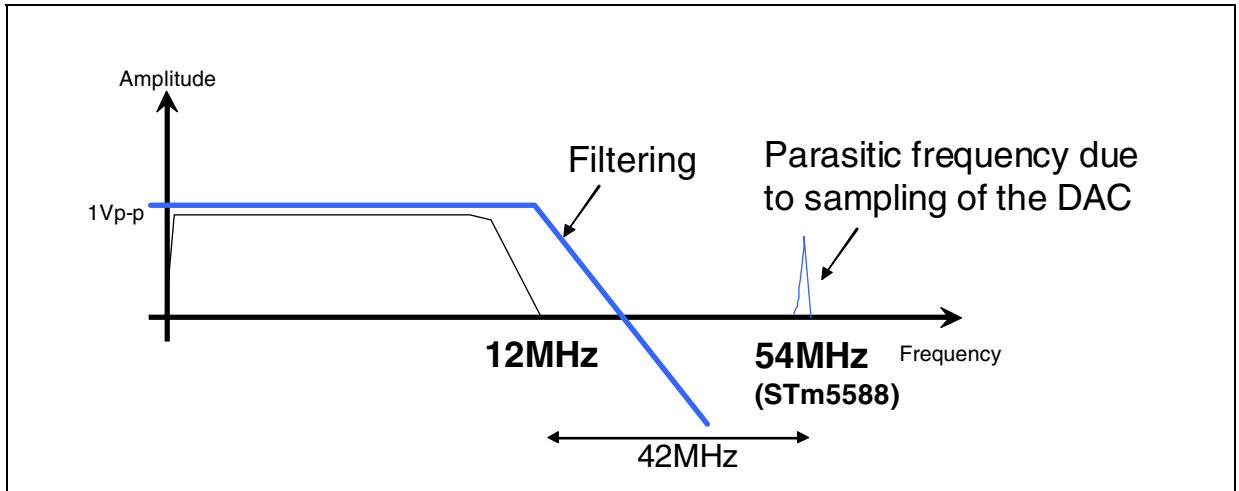 Amplitude
Filtering
Parasitic frequency due
to sampling of the DAC
1Vp-p
12MHz
54MHz
(STm5588)
Frequency
42MHz